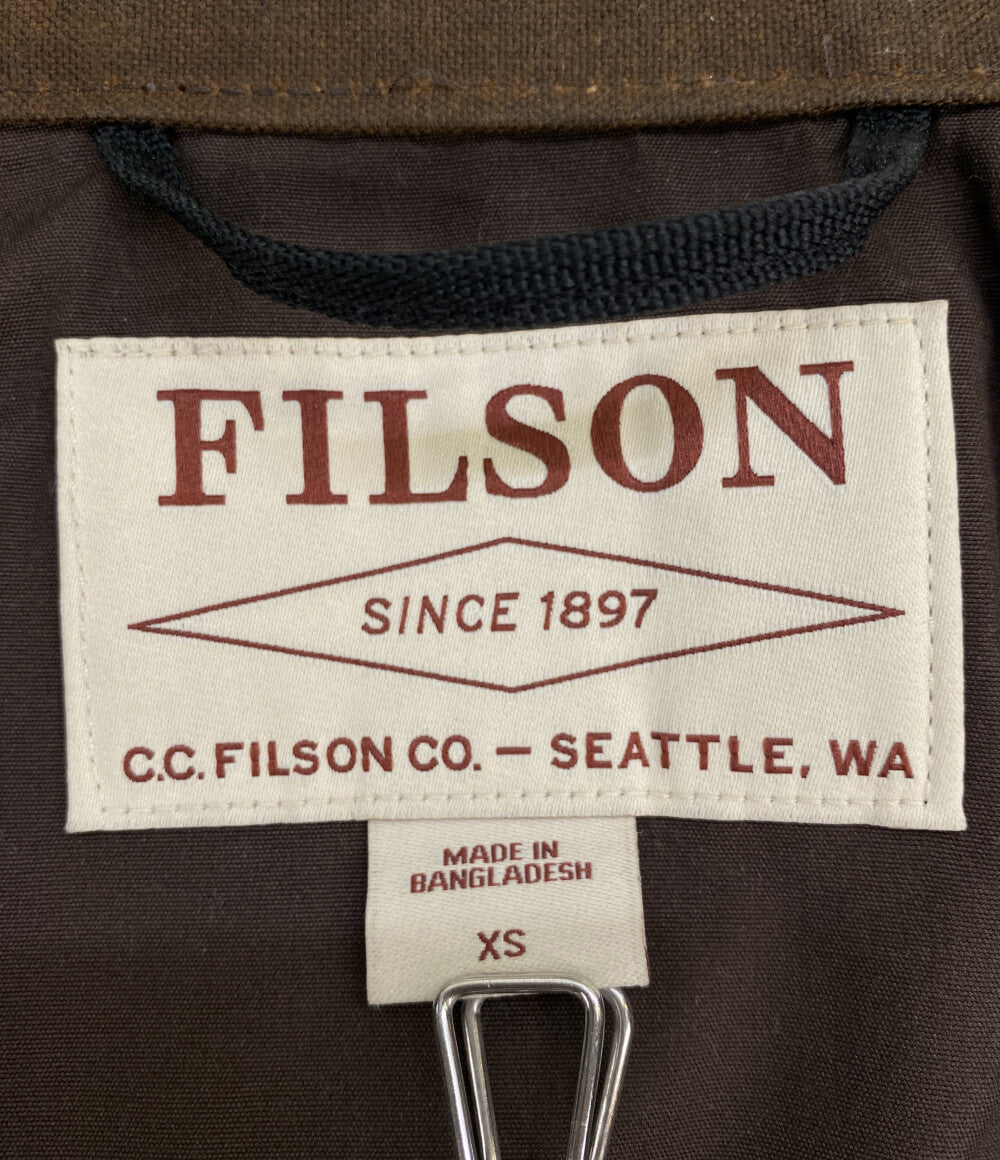 FILSON
SINCE 1897
C.C. FILSON CO. — SEATTLE, WA
MADE IN
BANGLADESH
XS